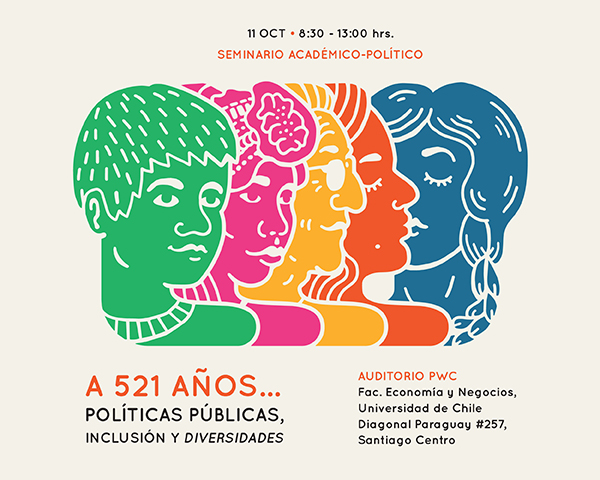 11 OCT • 8:30 - 13:00 hrs.
SEMINARIO ACADÉMICO-POLÍTICO
A 521 AÑOS...
POLÍTICAS PÚBLICAS,
INCLUSIÓN Y DIVERSIDADES
AUDITORIO PWC
Fac. Economía y Negocios,
Universidad de Chile
Diagonal Paraguay #257,
Santiago Centro